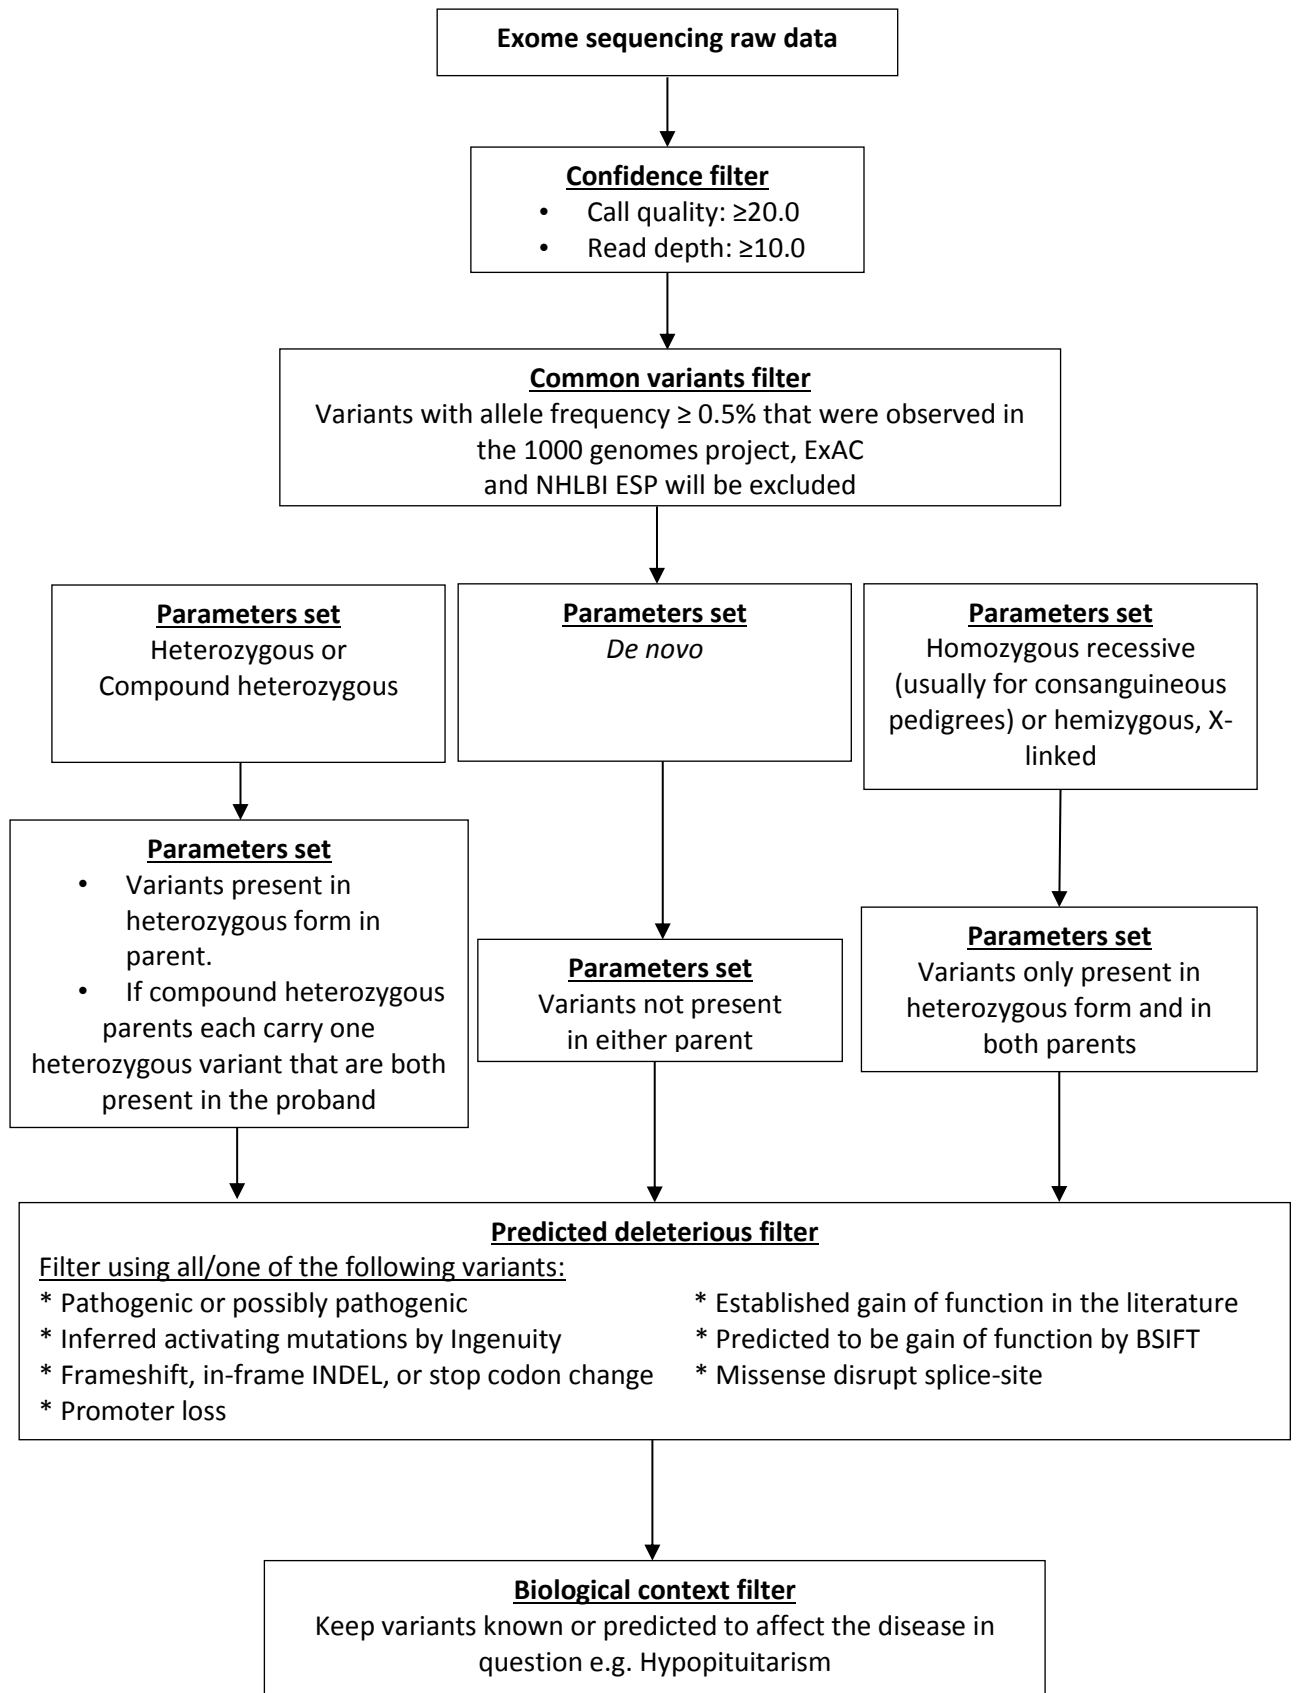 Exome sequencing raw data
Confidence filter
• Call quality: ≥20.0
• Read depth: ≥10.0
Common variants filter
Variants with allele frequency ≥ 0.5% that were observed in
the 1000 genomes project, ExAC
and NHLBI ESP will be excluded
Parameters set
Heterozygous or
Compound heterozygous
Parameters set
De novo
Parameters set
Homozygous recessive
(usually for consanguineous
pedigrees) or hemizygous, X-
linked
Parameters set
• Variants present in
heterozygous form in
parent.
• If compound heterozygous
parents each carry one
heterozygous variant that are both
present in the proband
Parameters set
Variants not present
in either parent
Parameters set
Variants only present in
heterozygous form and in
both parents
Predicted deleterious filter
Filter using all/one of the following variants:
* Pathogenic or possibly pathogenic
* Inferred activating mutations by Ingenuity
* Frameshift, in-frame INDEL, or stop codon change
* Promoter loss
* Established gain of function in the literature
* Predicted to be gain of function by BSIFT
* Missense disrupt splice-site
Biological context filter
Keep variants known or predicted to affect the disease in
question e.g. Hypopituitarism